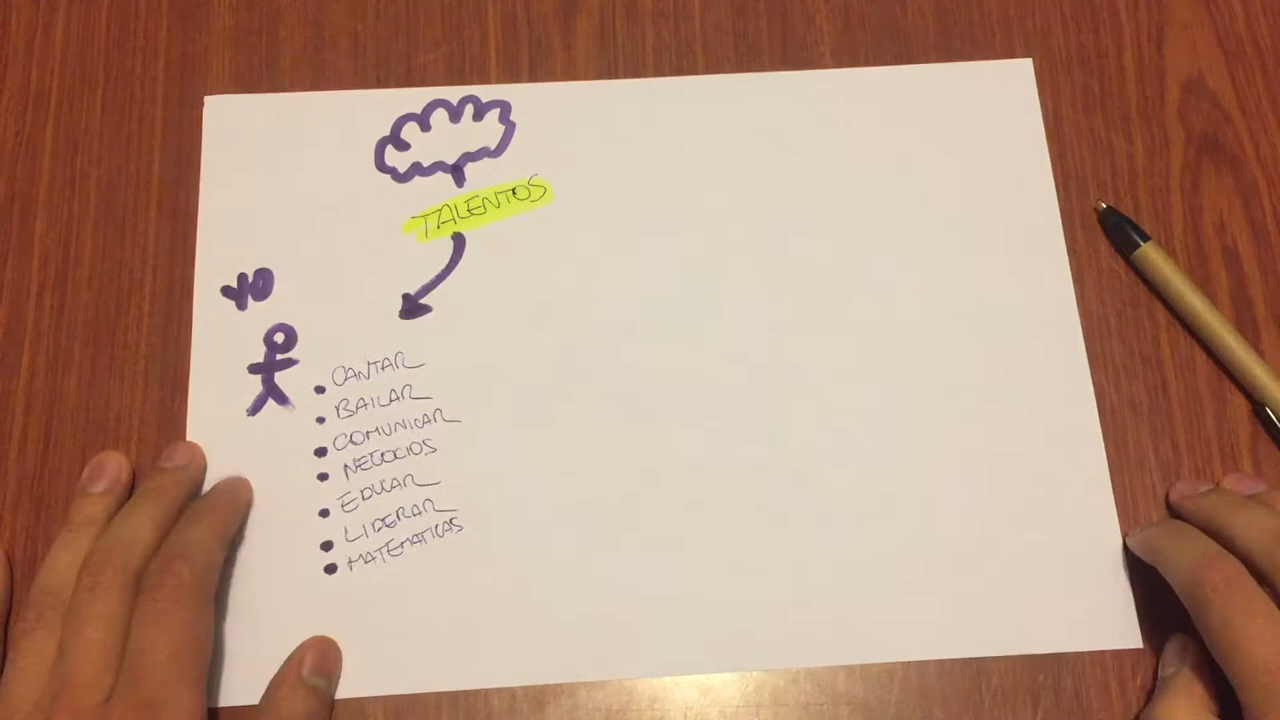 TALENTOS
YO
CANTAR
BAILAR
COMUNICAR
NEGOCIOS
EDUCAR
LIDERAR
MATEMATICAS